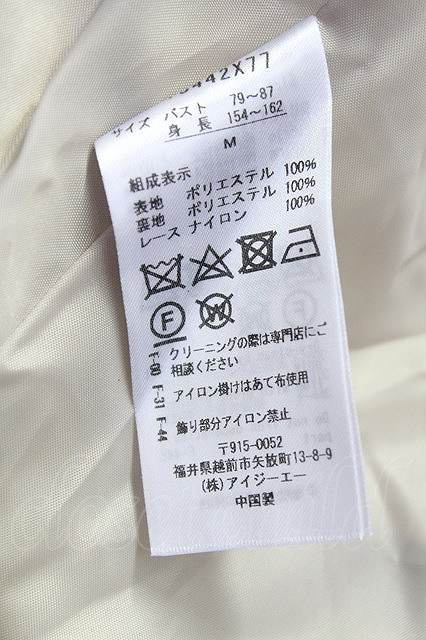 5442X77
サイズ バスト 79～87
身長 154～162
M
組成表示
表地 ポリエステル 100%
裏地 ポリエステル 100%
レース ナイロン 100%
F W
F-80 クリーニングの際は専門店にご
相談ください
F-31 アイロン掛けはあて布使用
F-44 飾り部分アイロン禁止
〒915-0052
福井県越前市矢放町13-8-9
(株)アイジーエー
中国製